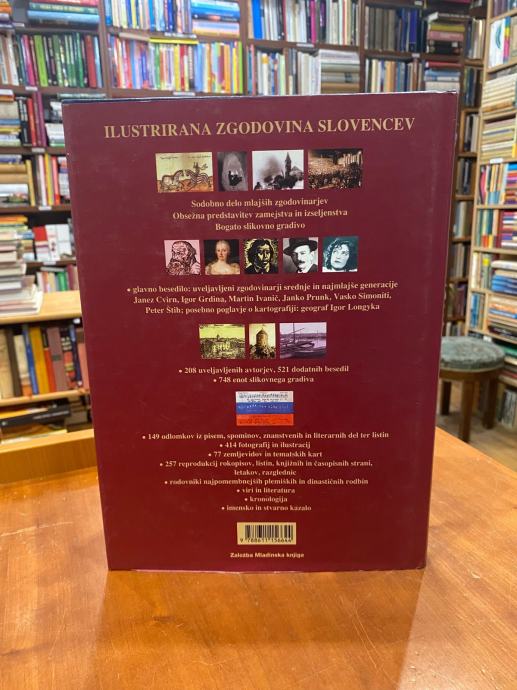 ILUSTRIRANA ZGODOVINA SLOVENCEV
Sodobno delo mlajših zgodovinarjev
Obsežna predstavitev zamejstva in izseljenstva
Bogato slikovno gradivo
• glavno besedilo: uveljavljeni zgodovinarji srednje in najmlajše generacije
Janez Cvirn, Igor Grdina, Martin Ivanič, Janko Prunk, Vasko Simoniti,
Peter Štih; posebno poglavje o kartografiji: geograf Igor Longyka
• 208 uveljavljenih avtorjev, 521 dodatnih besedil
• 748 enot slikovnega gradiva
• 149 odlomkov iz pisem, spominov, znanstvenih in literarnih del ter listin
• 414 fotografij in ilustracij
• 77 zemljevidov in tematskih kart
• 257 reprodukcij rokopisov, listin, knjižnih in časopisnih strani,
letakov, razglednic
• rodovniki najpomembnejših plemiških in dinastičnih rodbin
• viri in literatura
• kronologija
• imensko in stvarno kazalo
9 788611 156644
Založba Mladinska knjiga